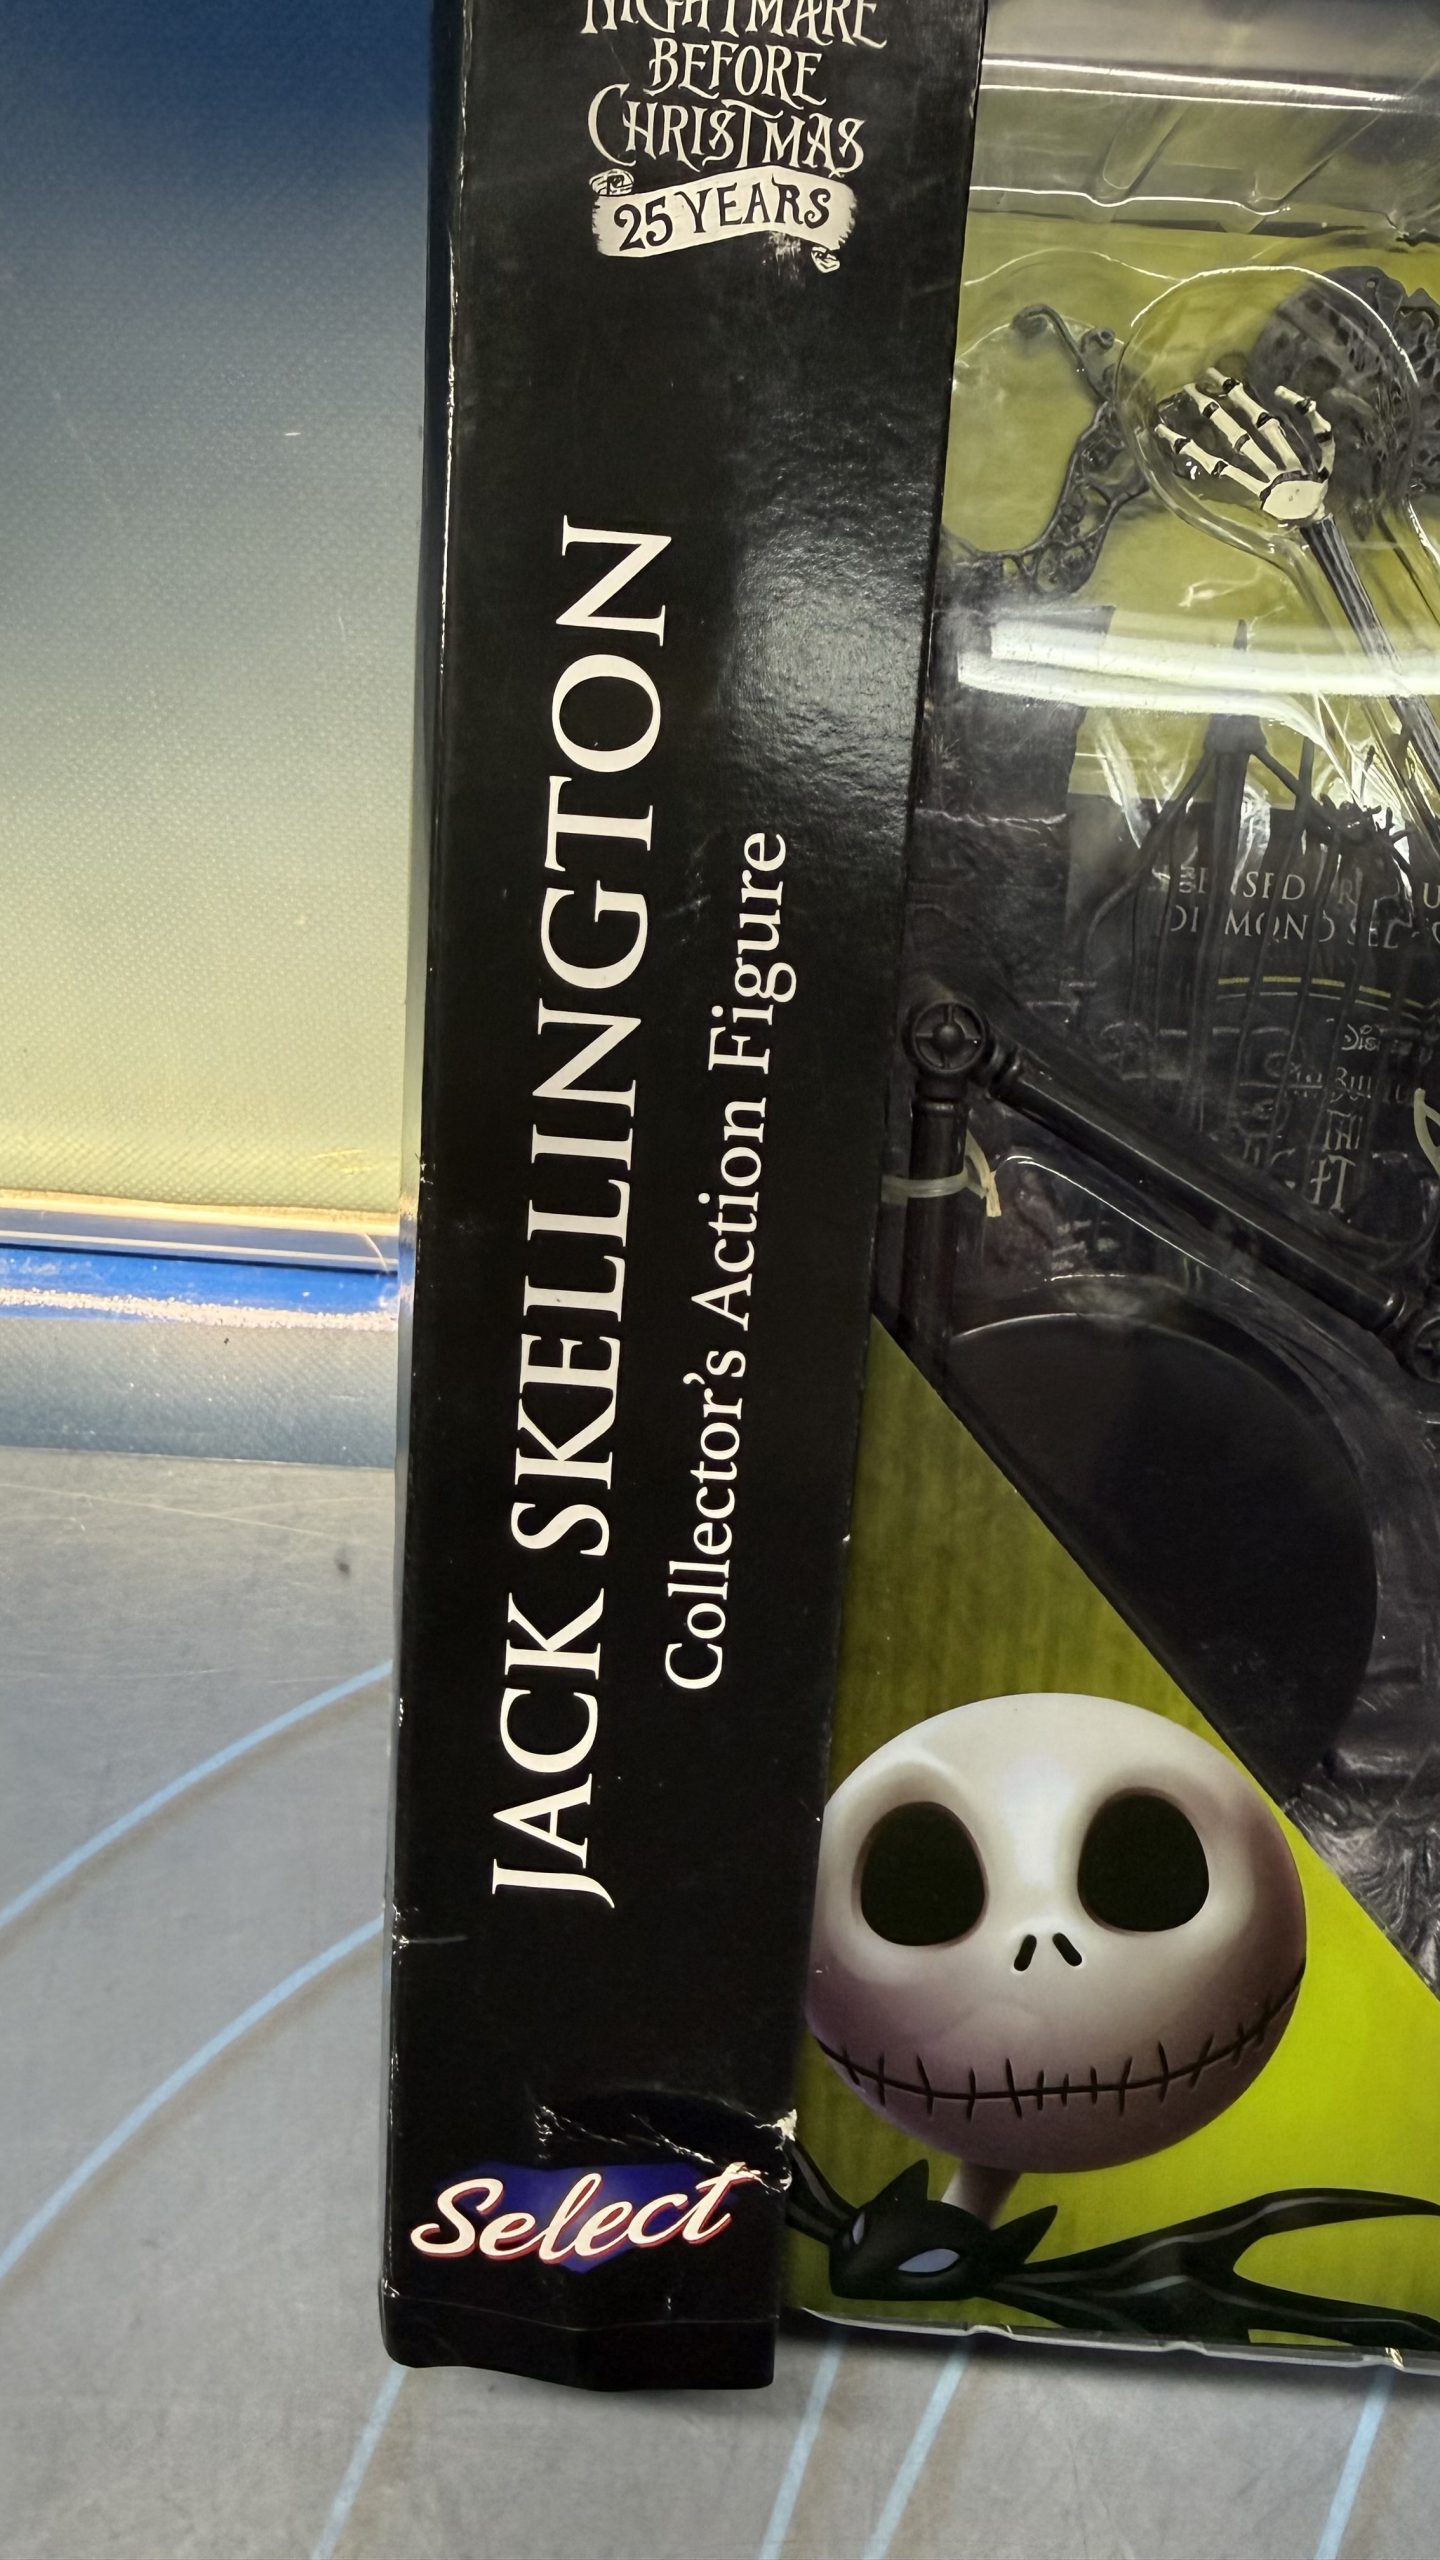 NIGHTMARE
BEFORE
CHRISTMAS
25 YEARS
JACK SKELLINGTON
Collector's Action Figure
Select